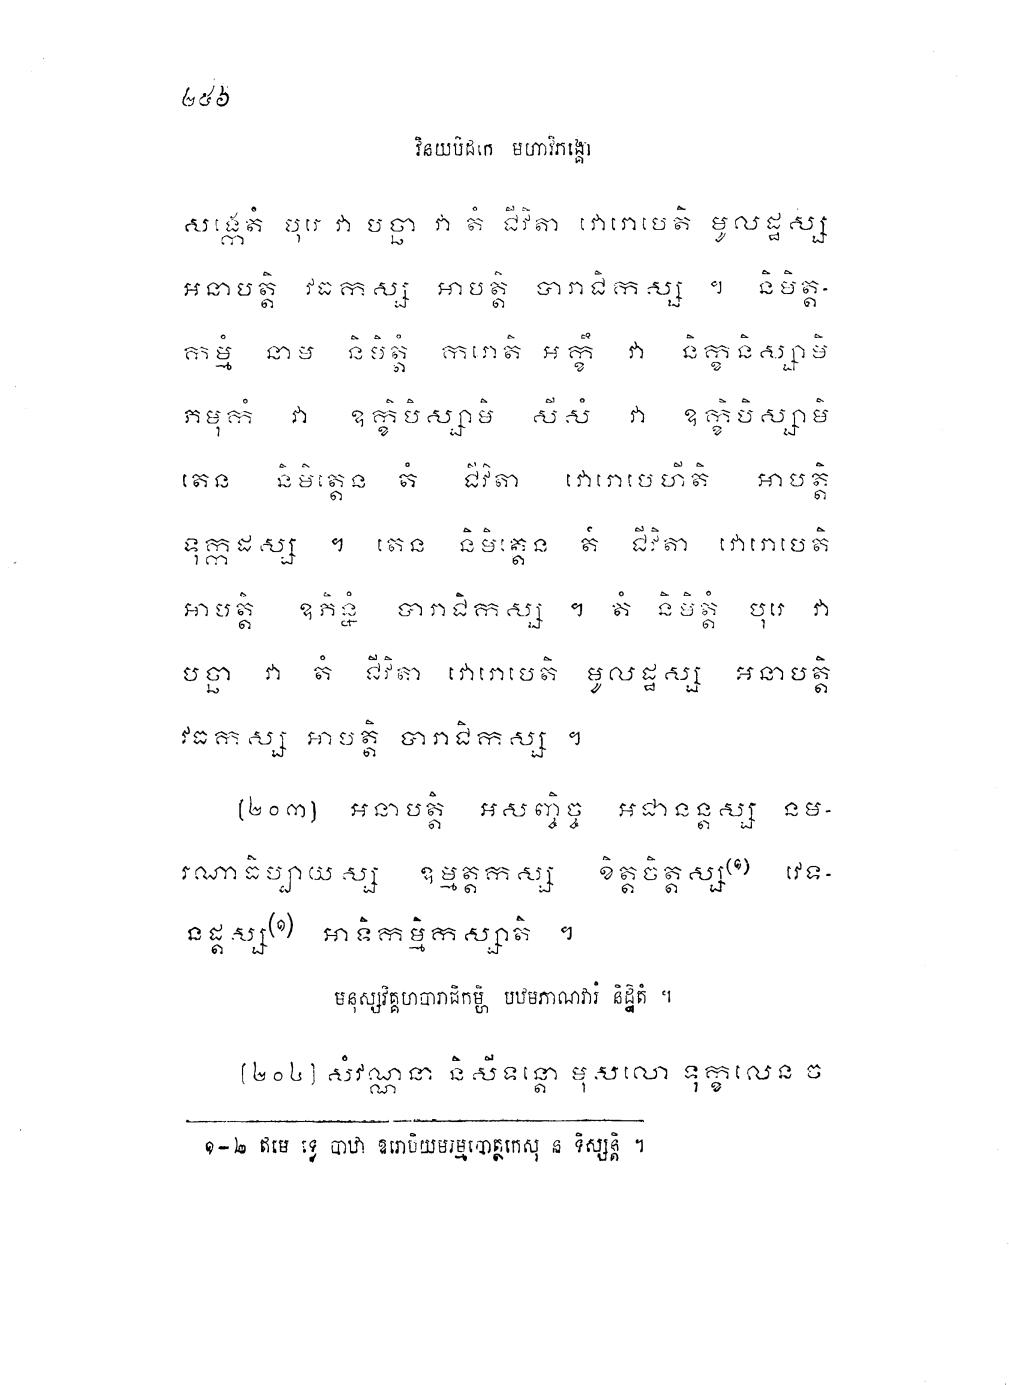 ២៥៦
វិនយបិដកេ មហាវិភង្គោ
សង្កេតំ បុរេ វា បច្ឆា វា តំ ជីវិតា វោរោបេតិ មូលដ្ឋស្ស
អនាបត្តិ វធកស្ស អាបត្តិ បារាជិកស្ស ។ និមិត្ត-
កម្មំ នាម និមិត្តំ ករោតិ អក្ខឹ វា និក្ខនិស្សាមិ
ភមុកំ វា ឧក្ខិបិស្សាមិ សីសំ វា ឧក្ខិបិស្សាមិ
តេន និមិត្តេន តំ ជីវិតា វោរោបេហីតិ អាបត្តិ
ទុក្កដស្ស ។ តេន និមិត្តេន តំ ជីវិតា វោរោបេតិ
អាបត្តិ ឧភិន្នំ បារាជិកស្ស ។ តំ និមិត្តំ បុរេ វា
បច្ឆា វា តំ ជីវិតា វោរោបេតិ មូលដ្ឋស្ស អនាបត្តិ
វធកស្ស អាបត្តិ បារាជិកស្ស ។
(២០៣) អនាបត្តិ អសញ្ចិច្ច អជានន្តស្ស នម-
រណាធិប្បាយស្ស ឧម្មត្តកស្ស ខិត្តចិត្តស្ស(១) វេទ-
នដ្តស្ស(១) អាទិកម្មិកស្សាតិ ។
មនុស្សវិគ្គហបារាជិកម្ហិ បឋមភាណវារំ និដ្ឋិតំ ។
(២០៤) សំវណ្ណនា និសីទន្តោ មុសលោ ទុក្ខលេន ច
១-២ ឥមេ ទ្វេ បាឋា ឧរោបិយមរម្មបោត្ថកេសុ ន ទិស្សន្តិ ។